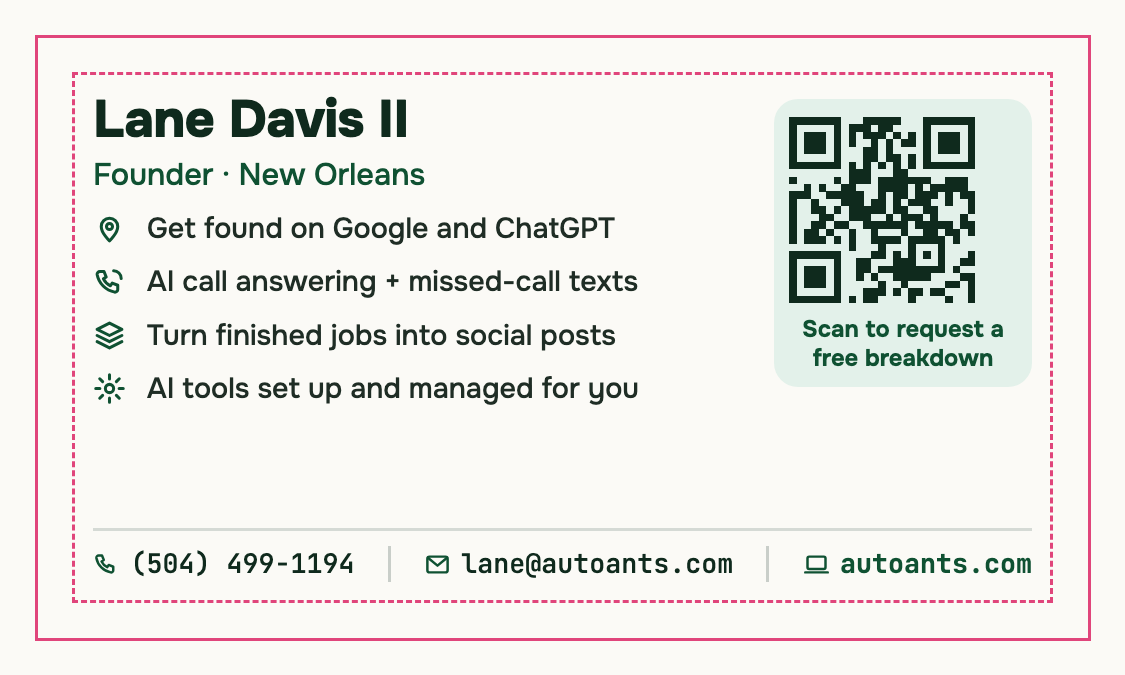 Lane Davis II
Founder · New Orleans
Get found on Google and ChatGPT
AI call answering + missed-call texts
Turn finished jobs into social posts
AI tools set up and managed for you
Scan to request a
free breakdown
(504) 499-1194
lane@autoants.com
autoants.com